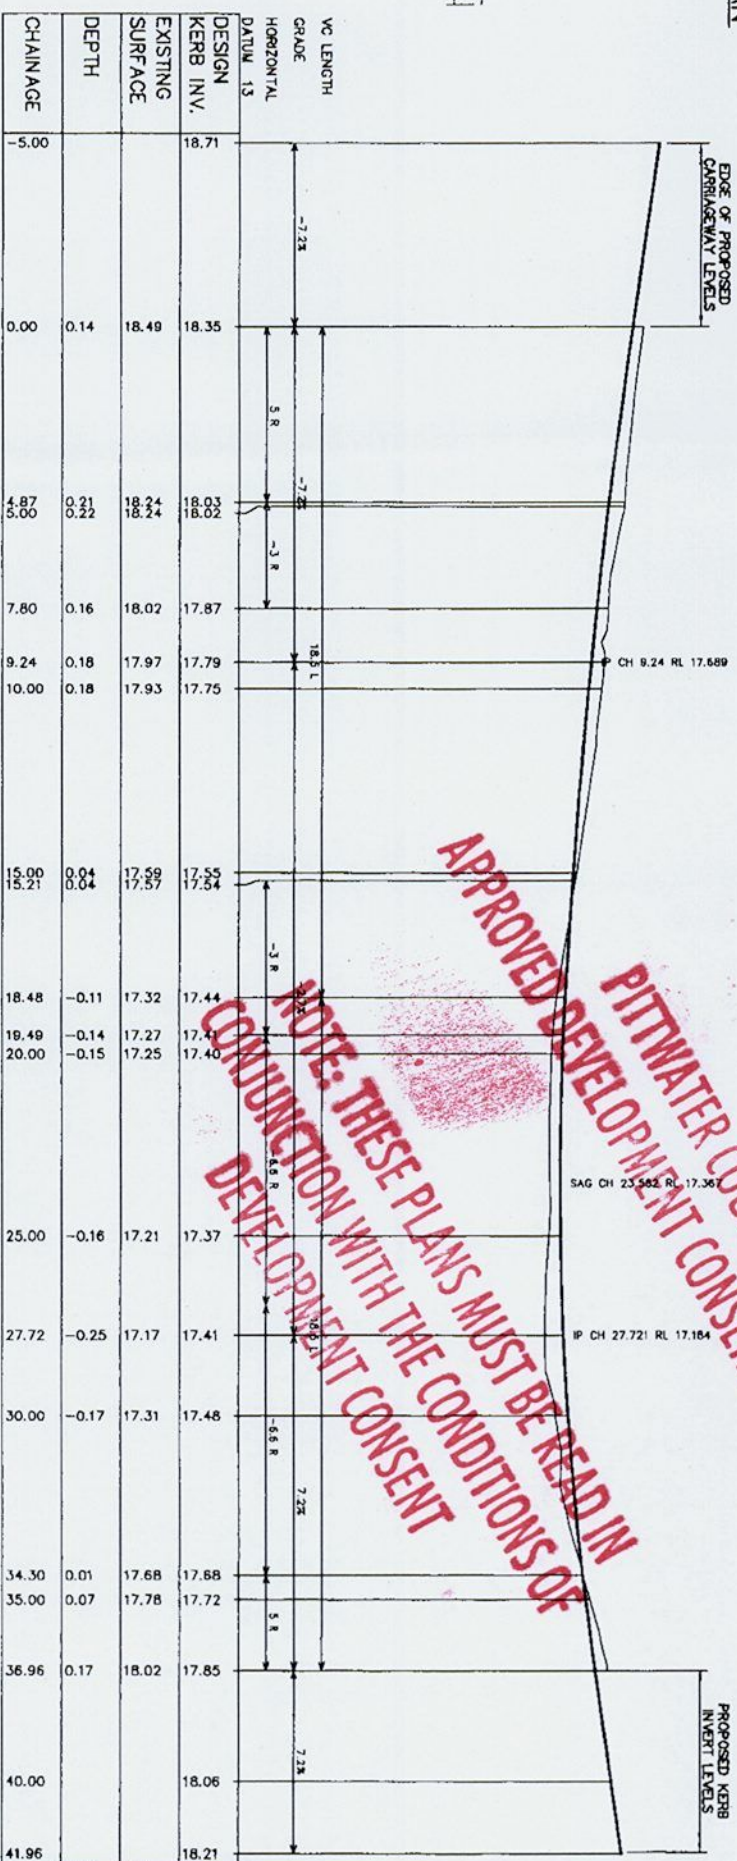 EDGE OF PROPOSED
CARRIAGEWAY LEVELS
PROPOSED KERB
INVERT LEVELS
CH 9.24 RL 17.689
SAG CH 23.582 RL 17.367
IP CH 27.721 RL 17.184
PITTWATER
APPROVED DEVELOPMENT CONSENT
NOTE: THESE PLANS MUST BE READ IN
CONJUNCTION WITH THE CONDITIONS OF
DEVELOPMENT CONSENT
VC LENGTH 18.5 L 18.5 L
GRADE -7.2% -7.2% 7.2% 7.2%
HORIZONTAL 5 R -3 R -3 R -6.6 R -6.6 R 5 R
DATUM 13
DESIGN
KERB INV. 18.71 18.35 18.03 18.02 17.87 17.79 17.75 17.55 17.54 17.44 17.41 17.40 17.37 17.41 17.48 17.68 17.72 17.85 18.06 18.21
EXISTING
SURFACE 18.49 18.24 18.24 18.02 17.97 17.93 17.59 17.57 17.32 17.27 17.25 17.21 17.17 17.31 17.68 17.78 18.02
DEPTH 0.14 0.21 0.22 0.16 0.18 0.18 0.04 0.04 -0.11 -0.14 -0.15 -0.16 -0.25 -0.17 0.01 0.07 0.17
CHAINAGE -5.00 0.00 4.87 5.00 7.80 9.24 10.00 15.00 15.21 18.48 19.49 20.00 25.00 27.72 30.00 34.30 35.00 36.96 40.00 41.96